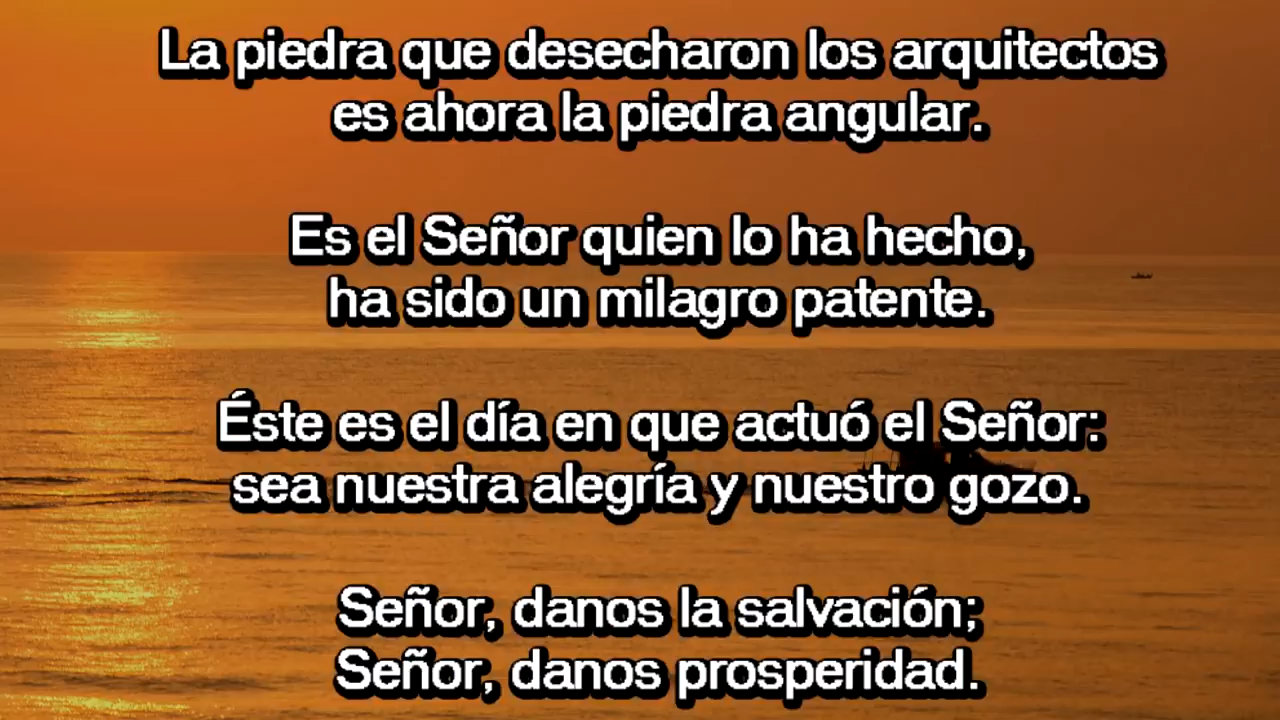 La piedra que desecharon los arquitectos
es ahora la piedra angular.
Es el Señor quien lo ha hecho,
ha sido un milagro patente.
Éste es el día en que actuó el Señor:
sea nuestra alegría y nuestro gozo.
Señor, danos la salvación;
Señor, danos prosperidad.